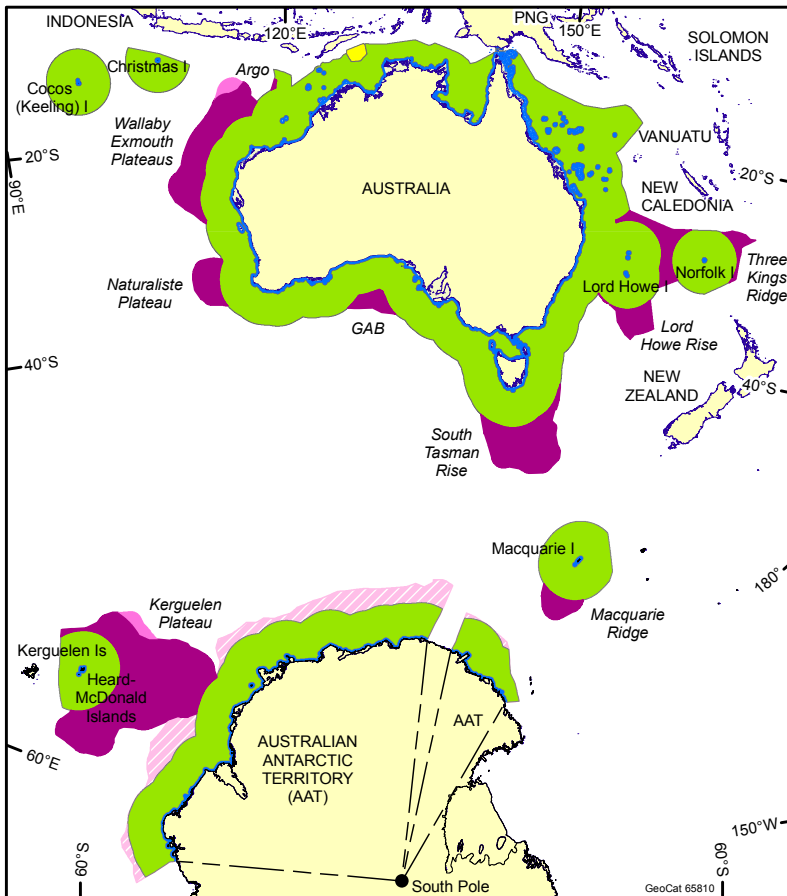 INDONESIA
120°E
PNG
150°E
SOLOMON
ISLANDS
Christmas I
Argo
Cocos
(Keeling) I
Wallaby
Exmouth
Plateaus
VANUATU
20°S
90°E
AUSTRALIA
20°S
NEW
CALEDONIA
Naturaliste
Plateau
GAB
Lord Howe I
Norfolk I
Three
Kings
Ridge
Lord
Howe Rise
40°S
NEW
ZEALAND
40°S
South
Tasman
Rise
Macquarie I
180°
Macquarie
Ridge
Kerguelen
Plateau
Kerguelen Is
Heard-
McDonald
Islands
AAT
60°E
AUSTRALIAN
ANTARCTIC
TERRITORY
(AAT)
150°W
60°S
South Pole
GeoCat 65810
60°S